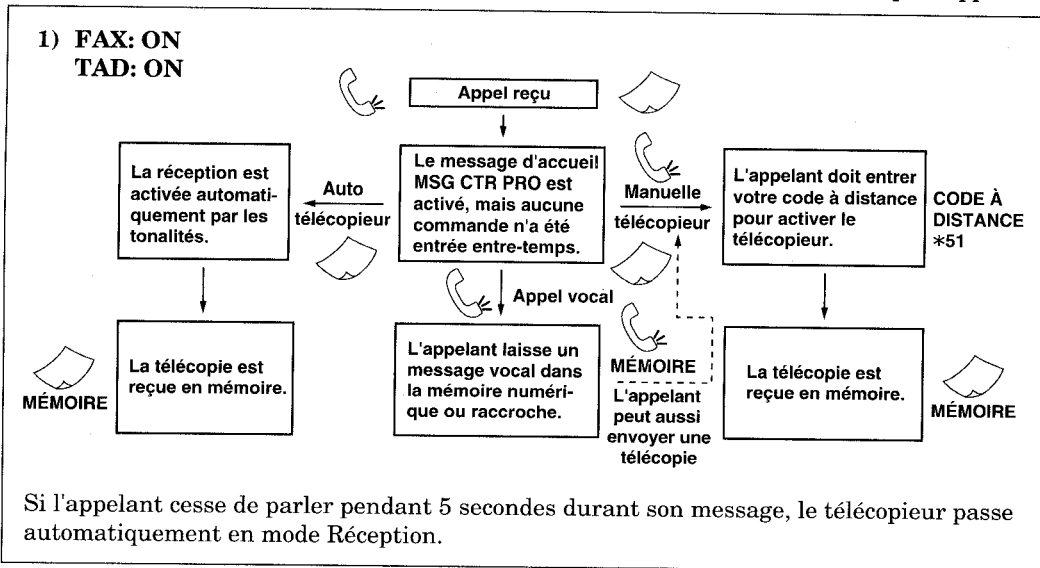 1) FAX: ON
TAD: ON
Appel reçu
La réception est
activée automati-
quement par les
tonalités.
Auto
télécopieur
Le message d'accueil
MSG CTR PRO est
activé, mais aucune
commande n'a été
entrée entre-temps.
Manuelle
télécopieur
L'appelant doit entrer
votre code à distance
pour activer le
télécopieur.
CODE À
DISTANCE
*51
Appel vocal
La télécopie est
reçue en mémoire.
MÉMOIRE
L'appelant laisse un
message vocal dans
la mémoire numéri-
que ou raccroche.
MÉMOIRE
L'appelant
peut aussi
envoyer une
télécopie
La télécopie est
reçue en mémoire.
MÉMOIRE
Si l'appelant cesse de parler pendant 5 secondes durant son message, le télécopieur passe
automatiquement en mode Réception.